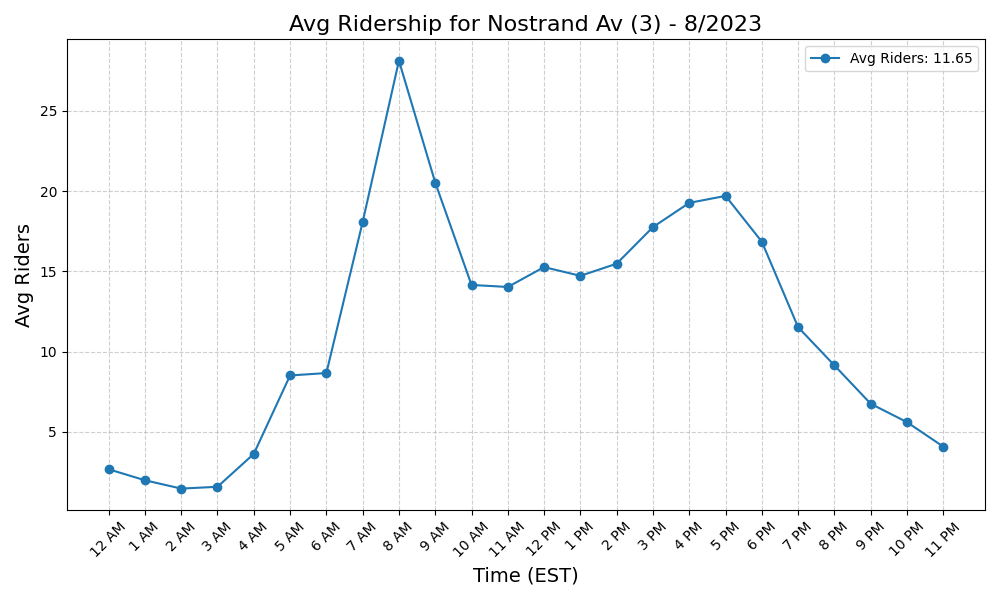 Avg Ridership for Nostrand Av (3) - 8/2023
Avg Riders: 11.65
Avg Riders
25
20
15
10
5
12 AM
1 AM
2 AM
3 AM
4 AM
5 AM
6 AM
7 AM
8 AM
9 AM
10 AM
11 AM
12 PM
1 PM
2 PM
3 PM
4 PM
5 PM
6 PM
7 PM
8 PM
9 PM
10 PM
11 PM
Time (EST)